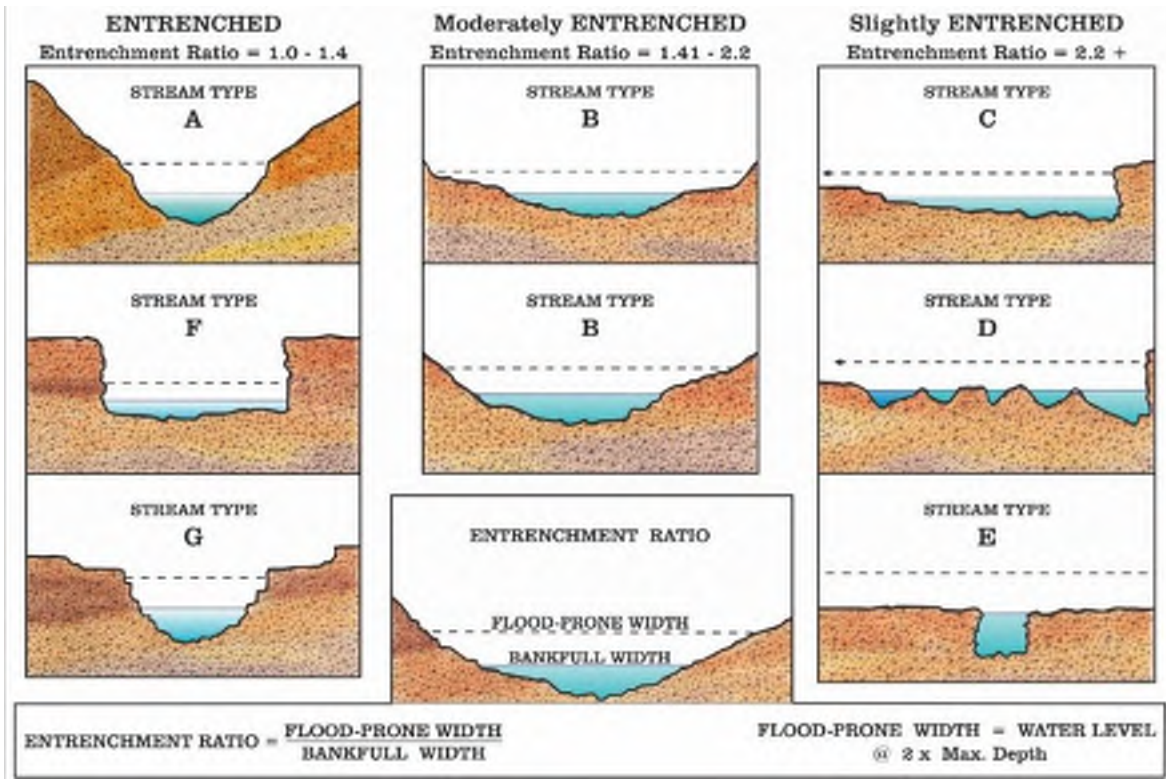 ENTRENCHED
Entrenchment Ratio = 1.0 - 1.4
STREAM TYPE
A
STREAM TYPE
F
STREAM TYPE
G
Moderately ENTRENCHED
Entrenchment Ratio = 1.41 - 2.2
STREAM TYPE
B
STREAM TYPE
B
ENTRENCHMENT RATIO
FLOOD-PRONE WIDTH
BANKFULL WIDTH
Slightly ENTRENCHED
Entrenchment Ratio = 2.2 +
STREAM TYPE
C
STREAM TYPE
D
STREAM TYPE
E
ENTRENCHMENT RATIO = FLOOD-PRONE WIDTH
BANKFULL WIDTH
FLOOD-PRONE WIDTH = WATER LEVEL
@ 2 x Max. Depth